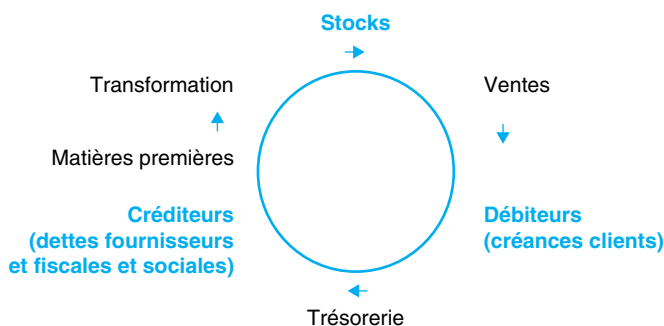 Stocks
Transformation
Ventes
Matières premières
Créditeurs
(dettes fournisseurs
et fiscales et sociales)
Débiteurs
(créances clients)
Trésorerie